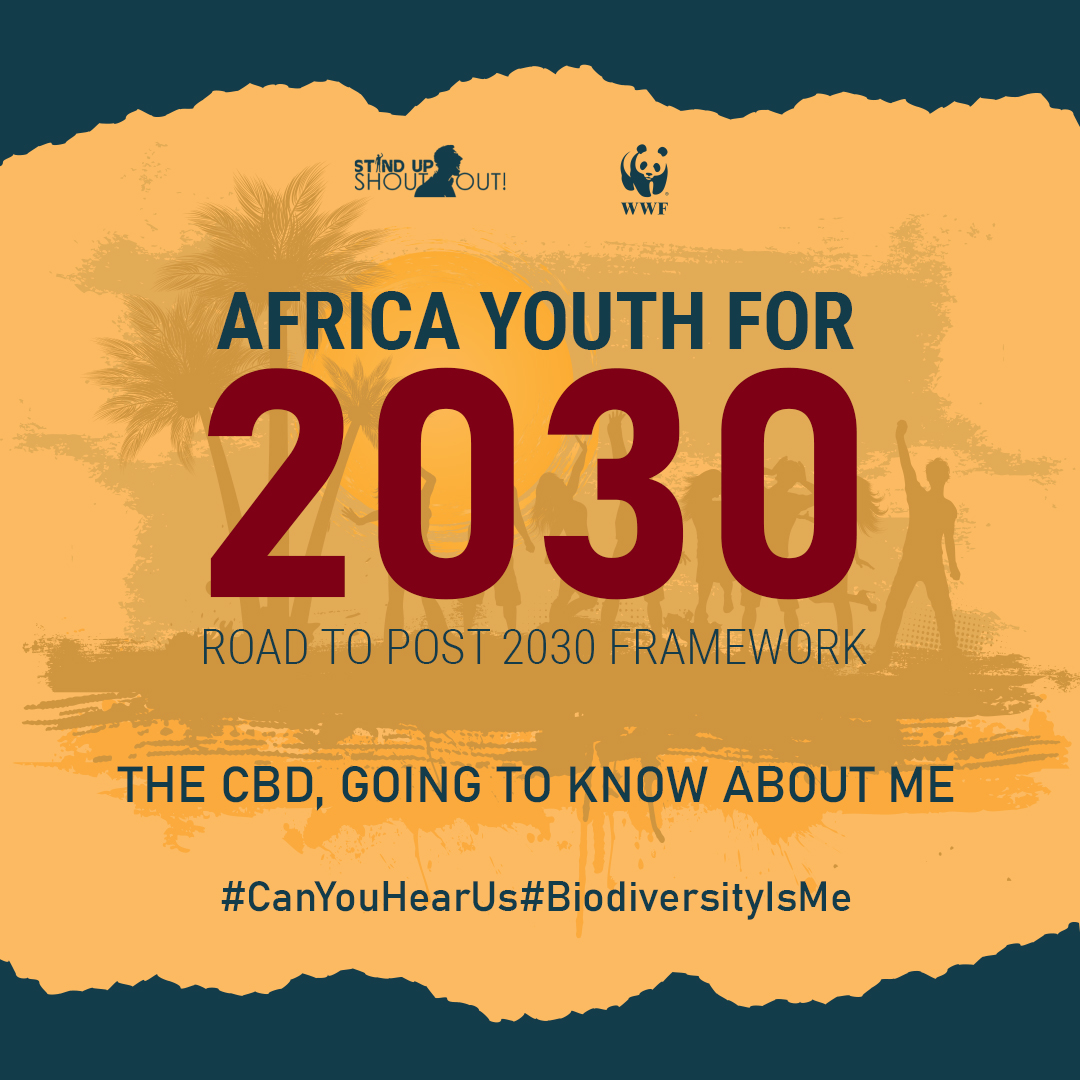 STAND UP
SHOUT OUT!
WWF
AFRICA YOUTH FOR
2030
ROAD TO POST 2030 FRAMEWORK
THE CBD, GOING TO KNOW ABOUT ME
#CanYouHearUs#BiodiversityIsMe